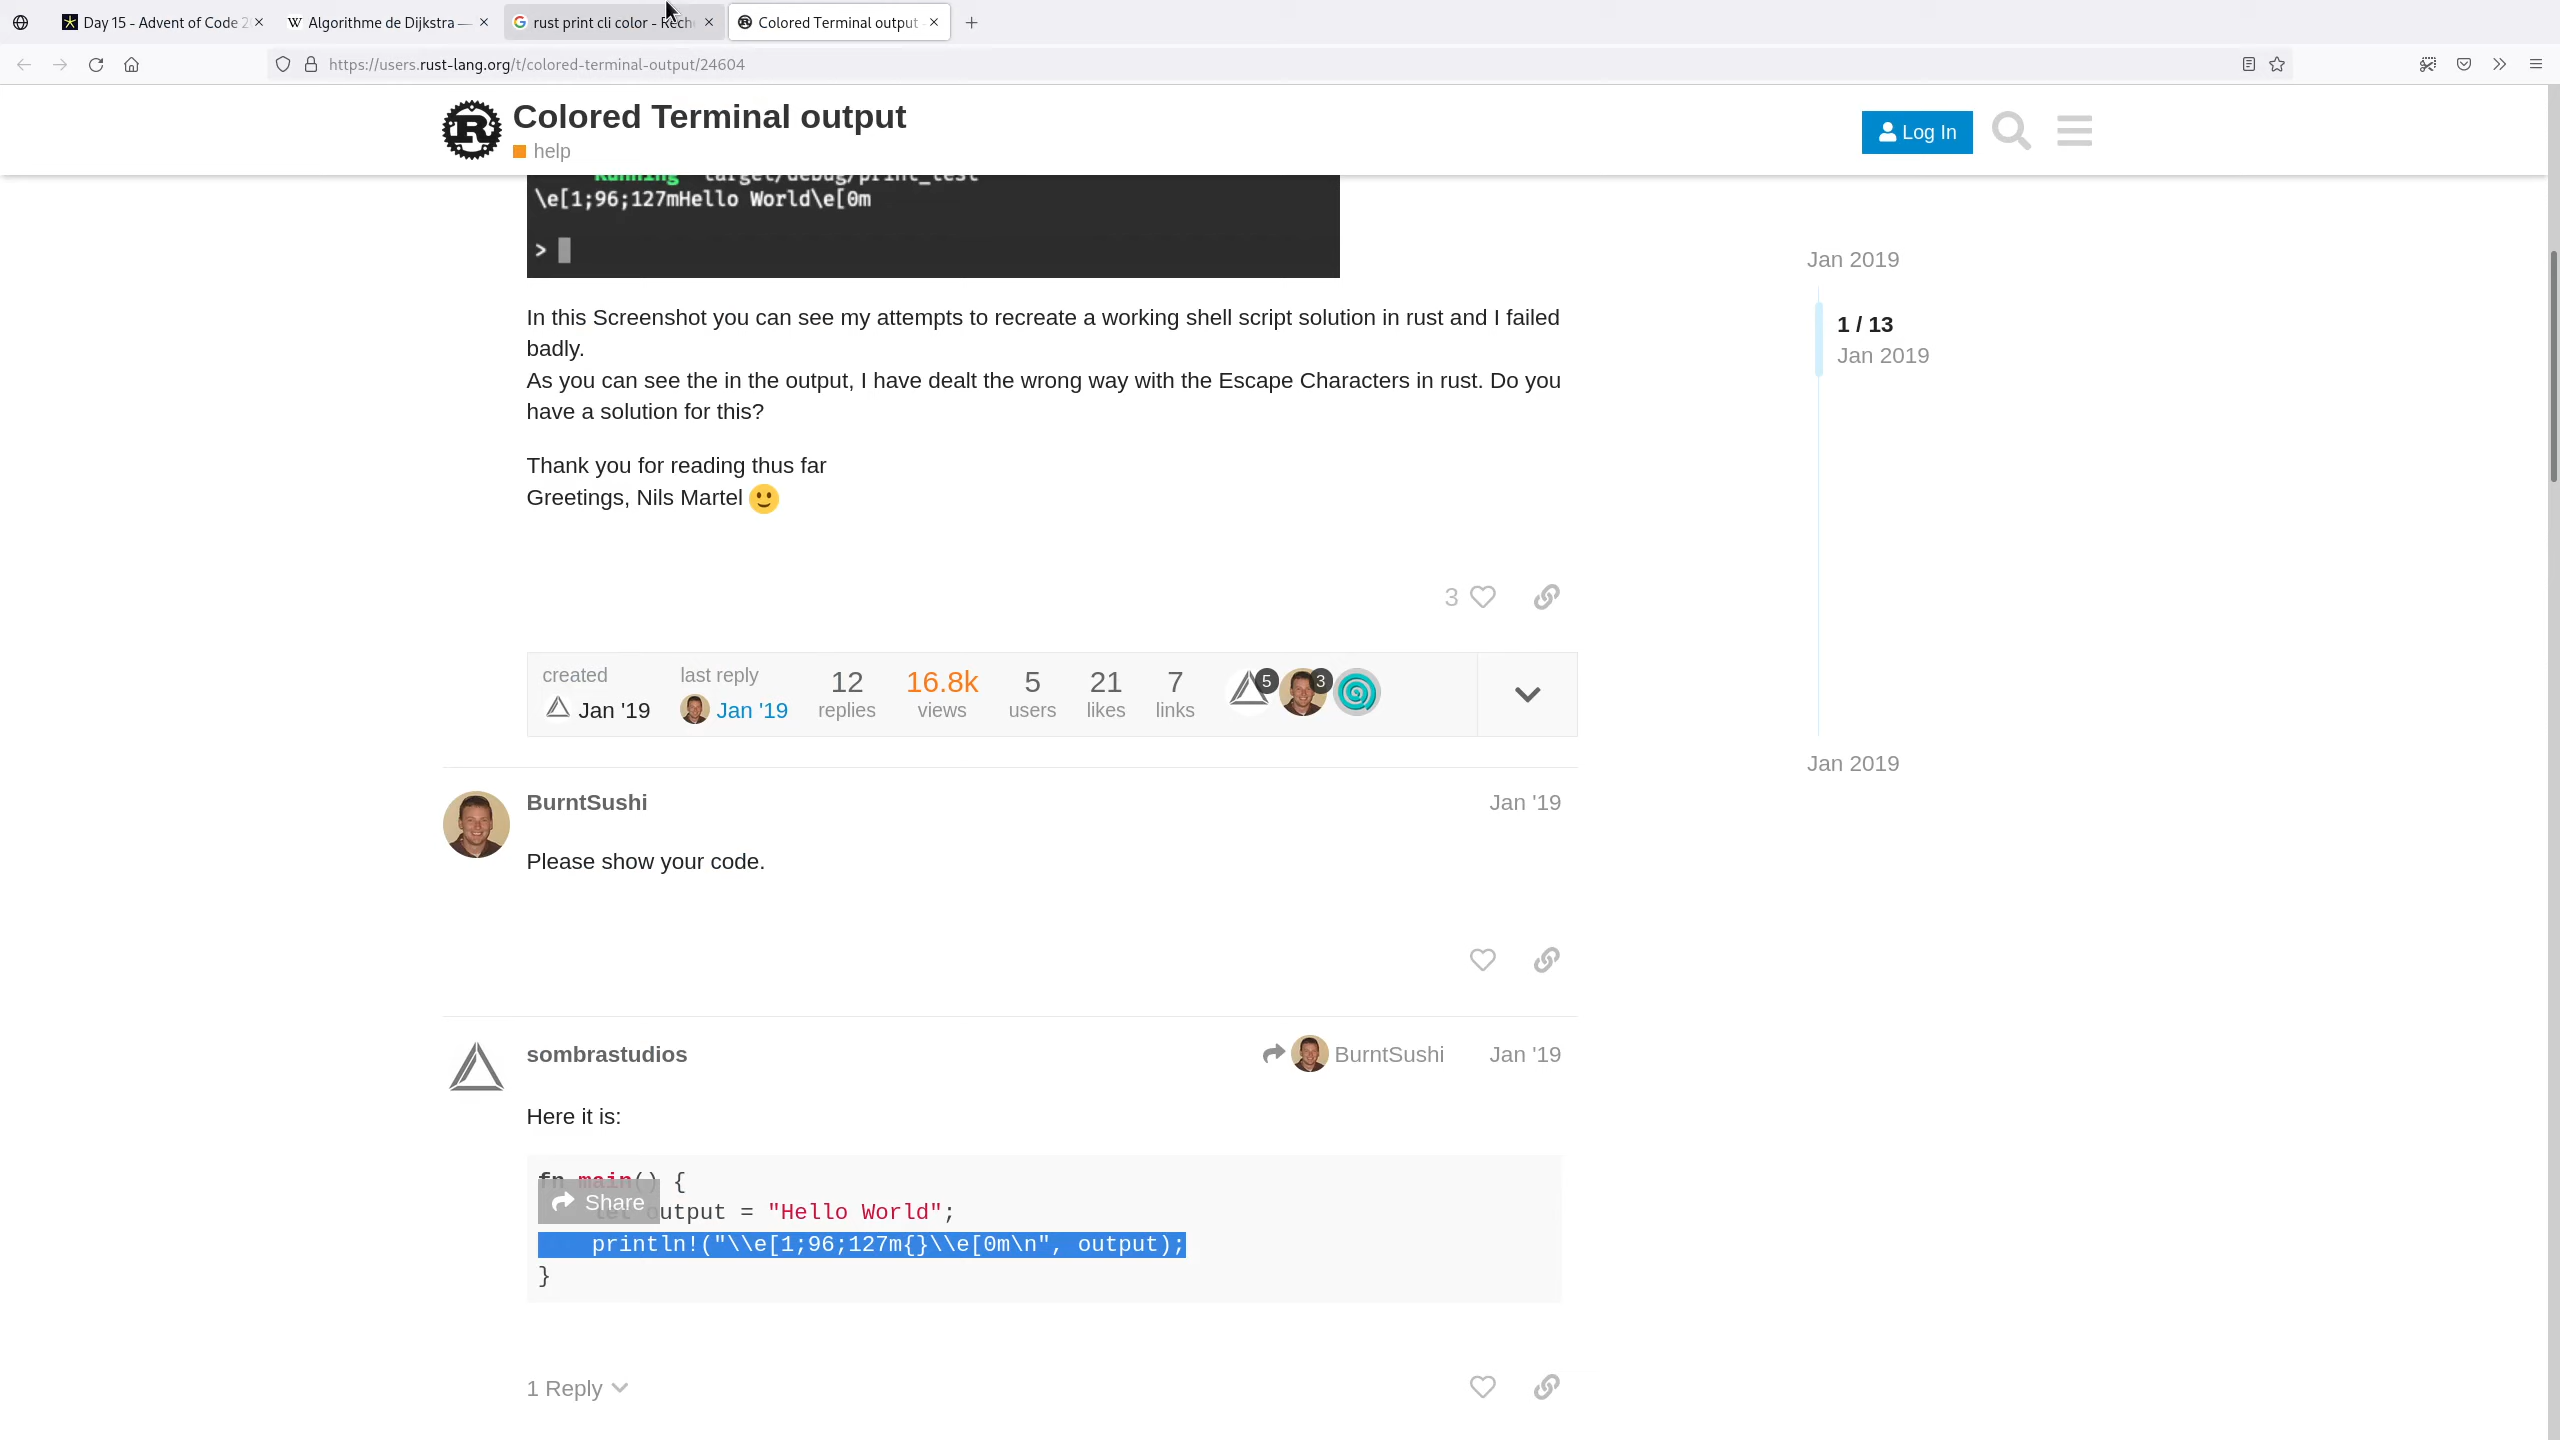 Day 15 - Advent of Code 2
Algorithme de Dijkstra —
rust print cli color - Rech
Colored Terminal output
https://users.rust-lang.org/t/colored-terminal-output/24604
Colored Terminal output
help
Log In
Running target/debug/print_test
\e[1;96;127mHello World\e[0m
>
In this Screenshot you can see my attempts to recreate a working shell script solution in rust and I failed
badly.
As you can see the in the output, I have dealt the wrong way with the Escape Characters in rust. Do you
have a solution for this?
Thank you for reading thus far
Greetings, Nils Martel
3
Jan 2019
1 / 13
Jan 2019
Jan 2019
created
Jan '19
last reply
Jan '19
12
replies
16.8k
views
5
users
21
likes
7
links
5
3
BurntSushi
Jan '19
Please show your code.
sombrastudios
BurntSushi
Jan '19
Here it is:
fn main() {
Share
let output = "Hello World";
println!("\\e[1;96;127m{}\\e[0m\n", output);
}
1 Reply